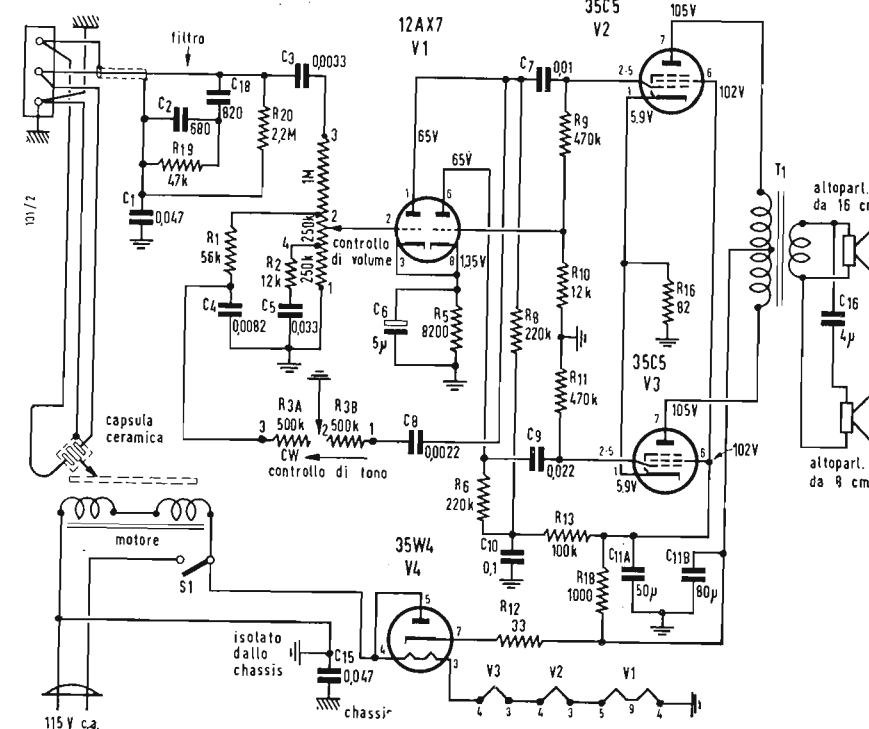 35C5
V2
105V
12AX7
V1
filtro
C3
0,0033
C7
0,01
7
2-5
6
1
5,9V
102V
C18
820
C2
680
R20
2,2M
R19
47k
R9
470k
65V
65V
3
1M
1
6
T1
altoparl.
da 16 cm
101/2
C1
0,047
2
250k
2
controllo
di volume
3
8
1,35V
R1
56k
4
R2
12k
250k
1
R10
12k
R16
82
C4
0,0082
C5
0,033
C6
5µ
R5
8200
R8
220k
C16
4µ
35C5
V3
R11
470k
R3A
500k
R3B
500k
3
2
1
CW
controllo di tono
C8
0,0022
105V
7
C9
0,022
2-5
6
1
5,9V
102V
capsula
ceramica
altoparl.
da 8 cm
R6
220k
R13
100k
motore
S1
35W4
V4
C10
0,1
R18
1000
C11A
50µ
C11B
80µ
5
R12
33
7
4
3
isolato
dallo
chassis
C15
0,047
chassis
V3
V2
V1
4
3
4
3
5
9
4
115 V c.a.